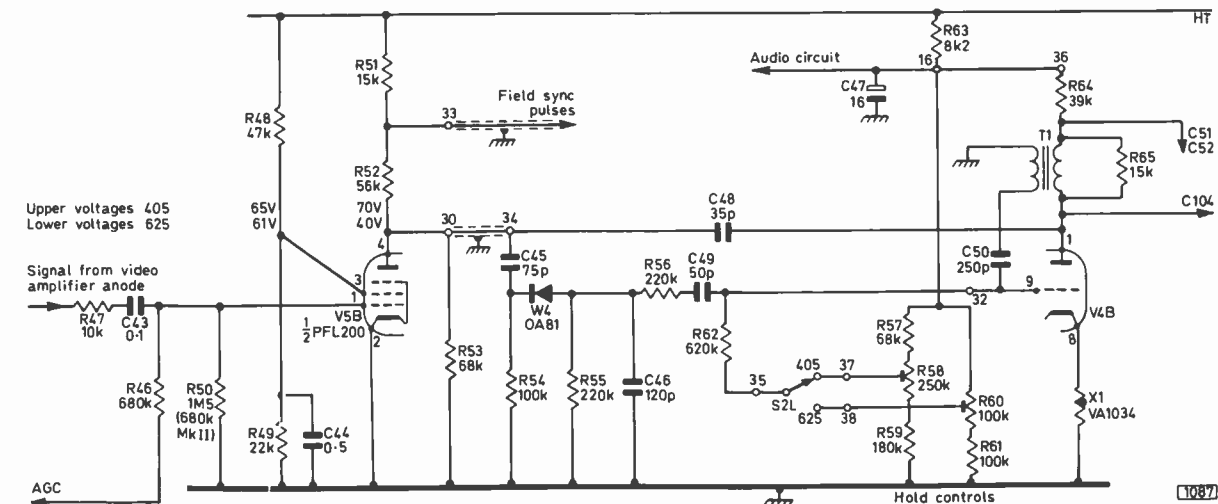 HT
R63
8k2
16
36
Audio circuit
C47
16
R64
39k
R51
15k
Field sync
pulses
33
R48
47k
R52
56k
T1
R65
15k
C51
C52
C104
Upper voltages 405
Lower voltages 625
65V
61V
70V
40V
30
34
C48
35p
4
1
Signal from video
amplifier anode
C45
75p
R56
220k
C49
50p
C50
250p
3
1
V5B
½PFL200
2
W4
OA81
32
9
V4B
8
R47
10k
C43
0·1
R57
68k
R62
620k
R53
68k
405
37
R58
250k
R46
680k
R50
1M5
(680k
MkII)
R54
100k
R55
220k
C46
120p
35
S2L
R60
100k
X1
VA1034
625
38
R49
22k
C44
0·5
R59
180k
R61
100k
AGC
Hold controls
1087